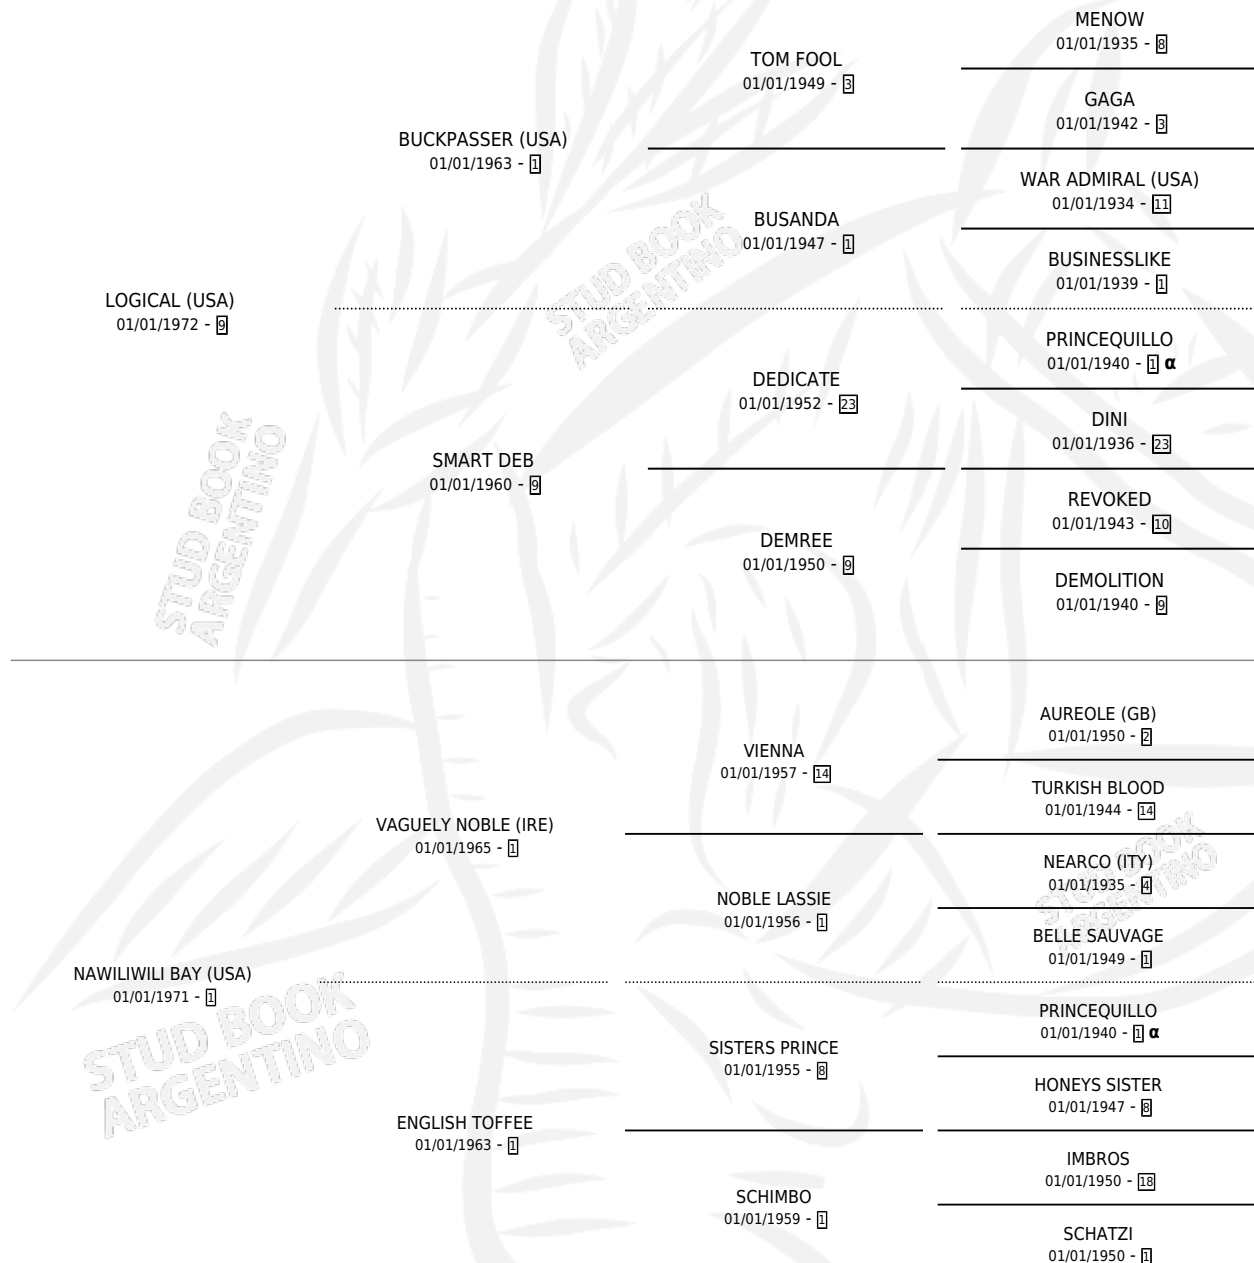 MENOW
01/01/1935 - 8
TOM FOOL
01/01/1949 - 3
GAGA
01/01/1942 - 3
BUCKPASSER (USA)
01/01/1963 - 1
WAR ADMIRAL (USA)
01/01/1934 - 11
BUSANDA
01/01/1947 - 1
BUSINESSLIKE
01/01/1939 - 1
LOGICAL (USA)
01/01/1972 - 9
PRINCEQUILLO
01/01/1940 - 1 α
DEDICATE
01/01/1952 - 23
DINI
01/01/1936 - 23
SMART DEB
01/01/1960 - 9
REVOKED
01/01/1943 - 10
DEMREE
01/01/1950 - 9
DEMOLITION
01/01/1940 - 9
AUREOLE (GB)
01/01/1950 - 2
VIENNA
01/01/1957 - 14
TURKISH BLOOD
01/01/1944 - 14
VAGUELY NOBLE (IRE)
01/01/1965 - 1
NEARCO (ITY)
01/01/1935 - 4
NOBLE LASSIE
01/01/1956 - 1
BELLE SAUVAGE
01/01/1949 - 1
NAWILIWILI BAY (USA)
01/01/1971 - 1
PRINCEQUILLO
01/01/1940 - 1 α
SISTERS PRINCE
01/01/1955 - 8
HONEYS SISTER
01/01/1947 - 8
ENGLISH TOFFEE
01/01/1963 - 1
IMBROS
01/01/1950 - 18
SCHIMBO
01/01/1959 - 1
SCHATZI
01/01/1950 - 1
STUD BOOK
ARGENTINO
STUD BOOK
ARGENTINO
STUD BOOK
ARGENTINO
STUD BOOK
ARGENTINO